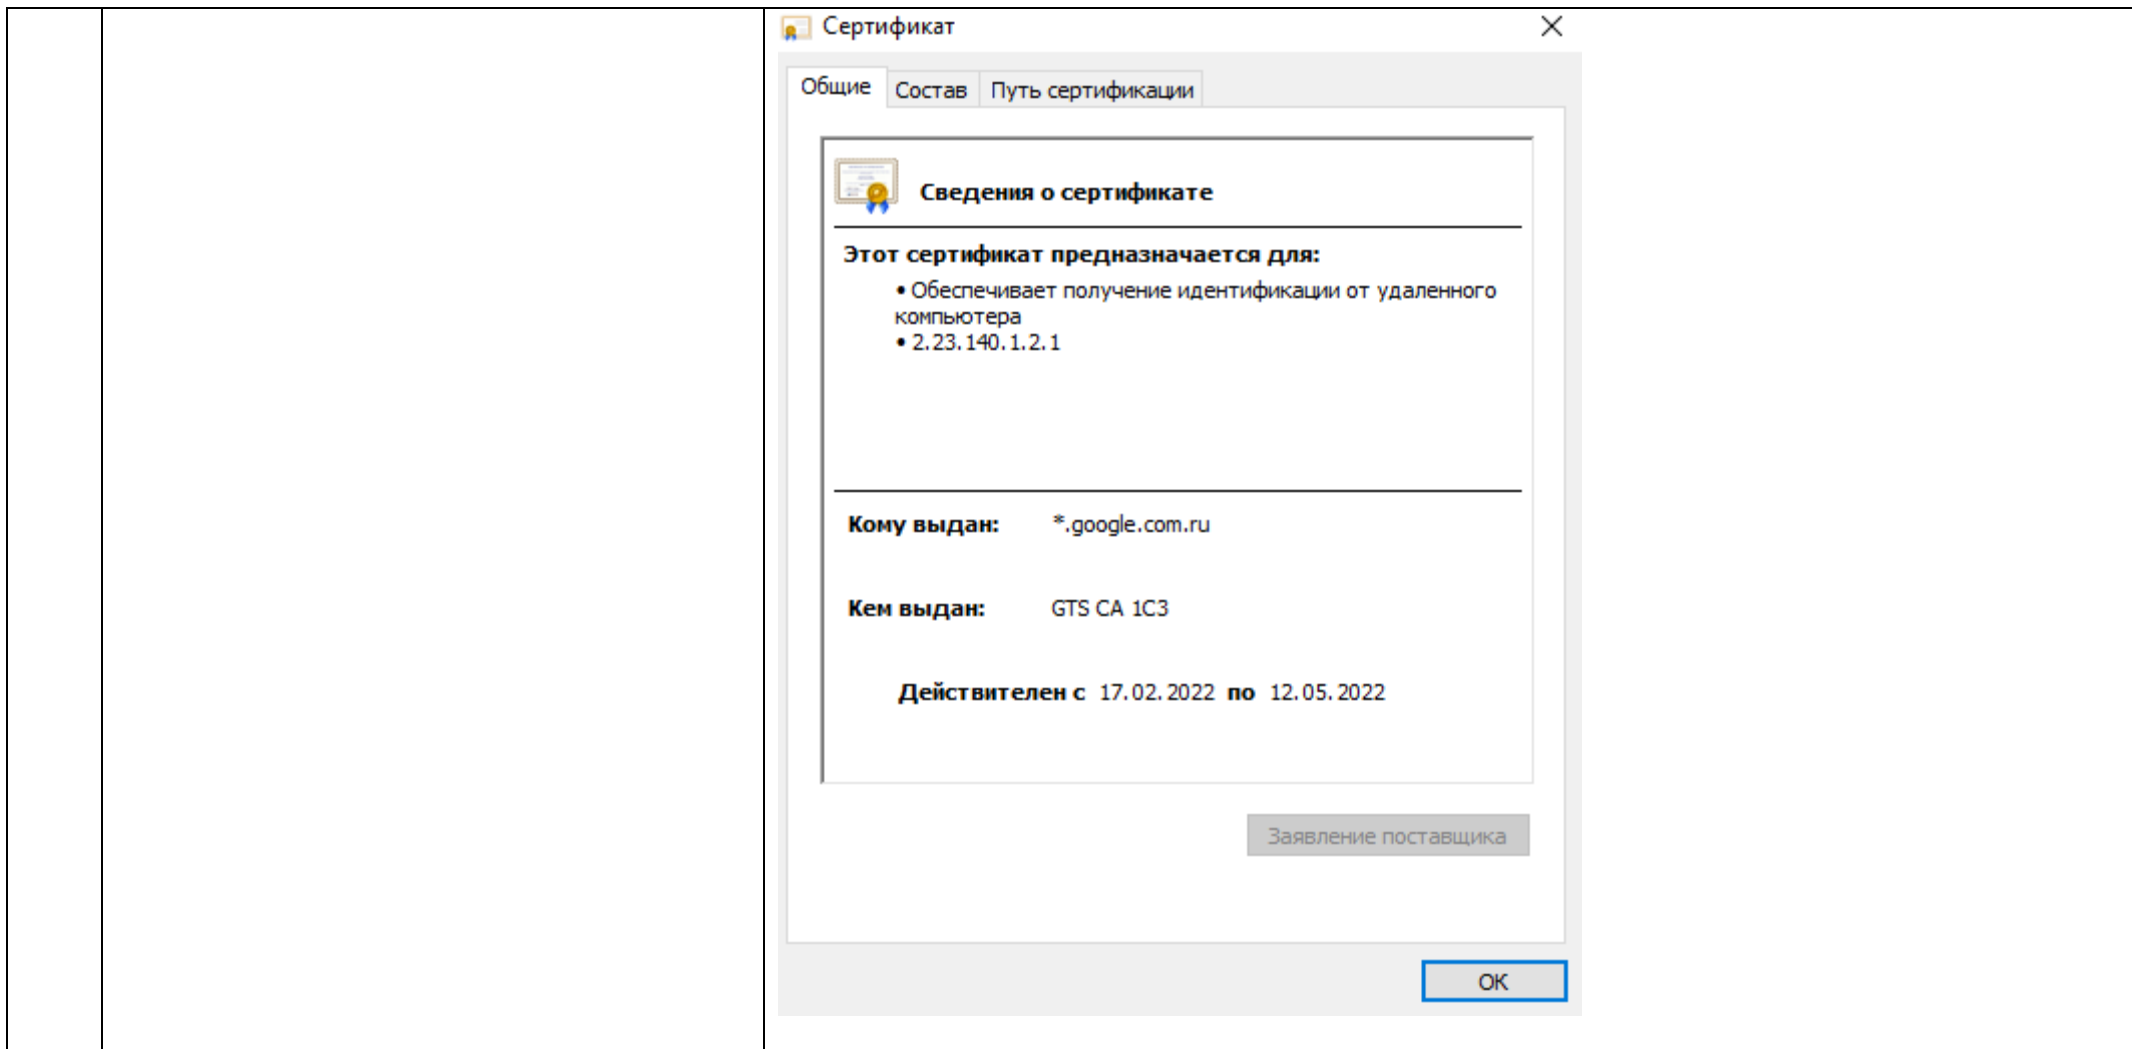 Сертификат
Общие Состав Путь сертификации
Сведения о сертификате
Этот сертификат предназначается для:
• Обеспечивает получение идентификации от удаленного
компьютера
• 2.23.140.1.2.1
Кому выдан: *.google.com.ru
Кем выдан: GTS CA 1C3
Действителен с 17.02.2022 по 12.05.2022
Заявление поставщика
ОК